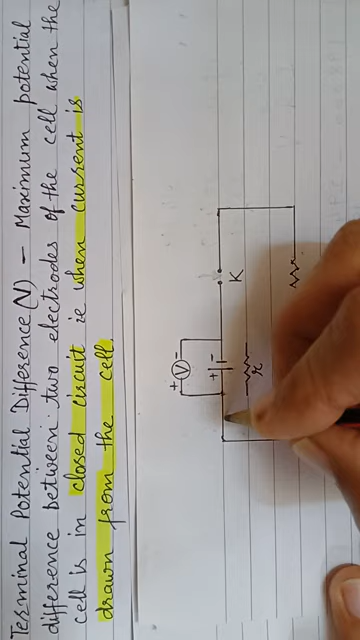 Terminal Potential Difference (V) – Maximum potential
difference between two electrodes of the cell when the
cell is in closed circuit ie when current is
drawn from the cell.
+ V -
+ -
K
r